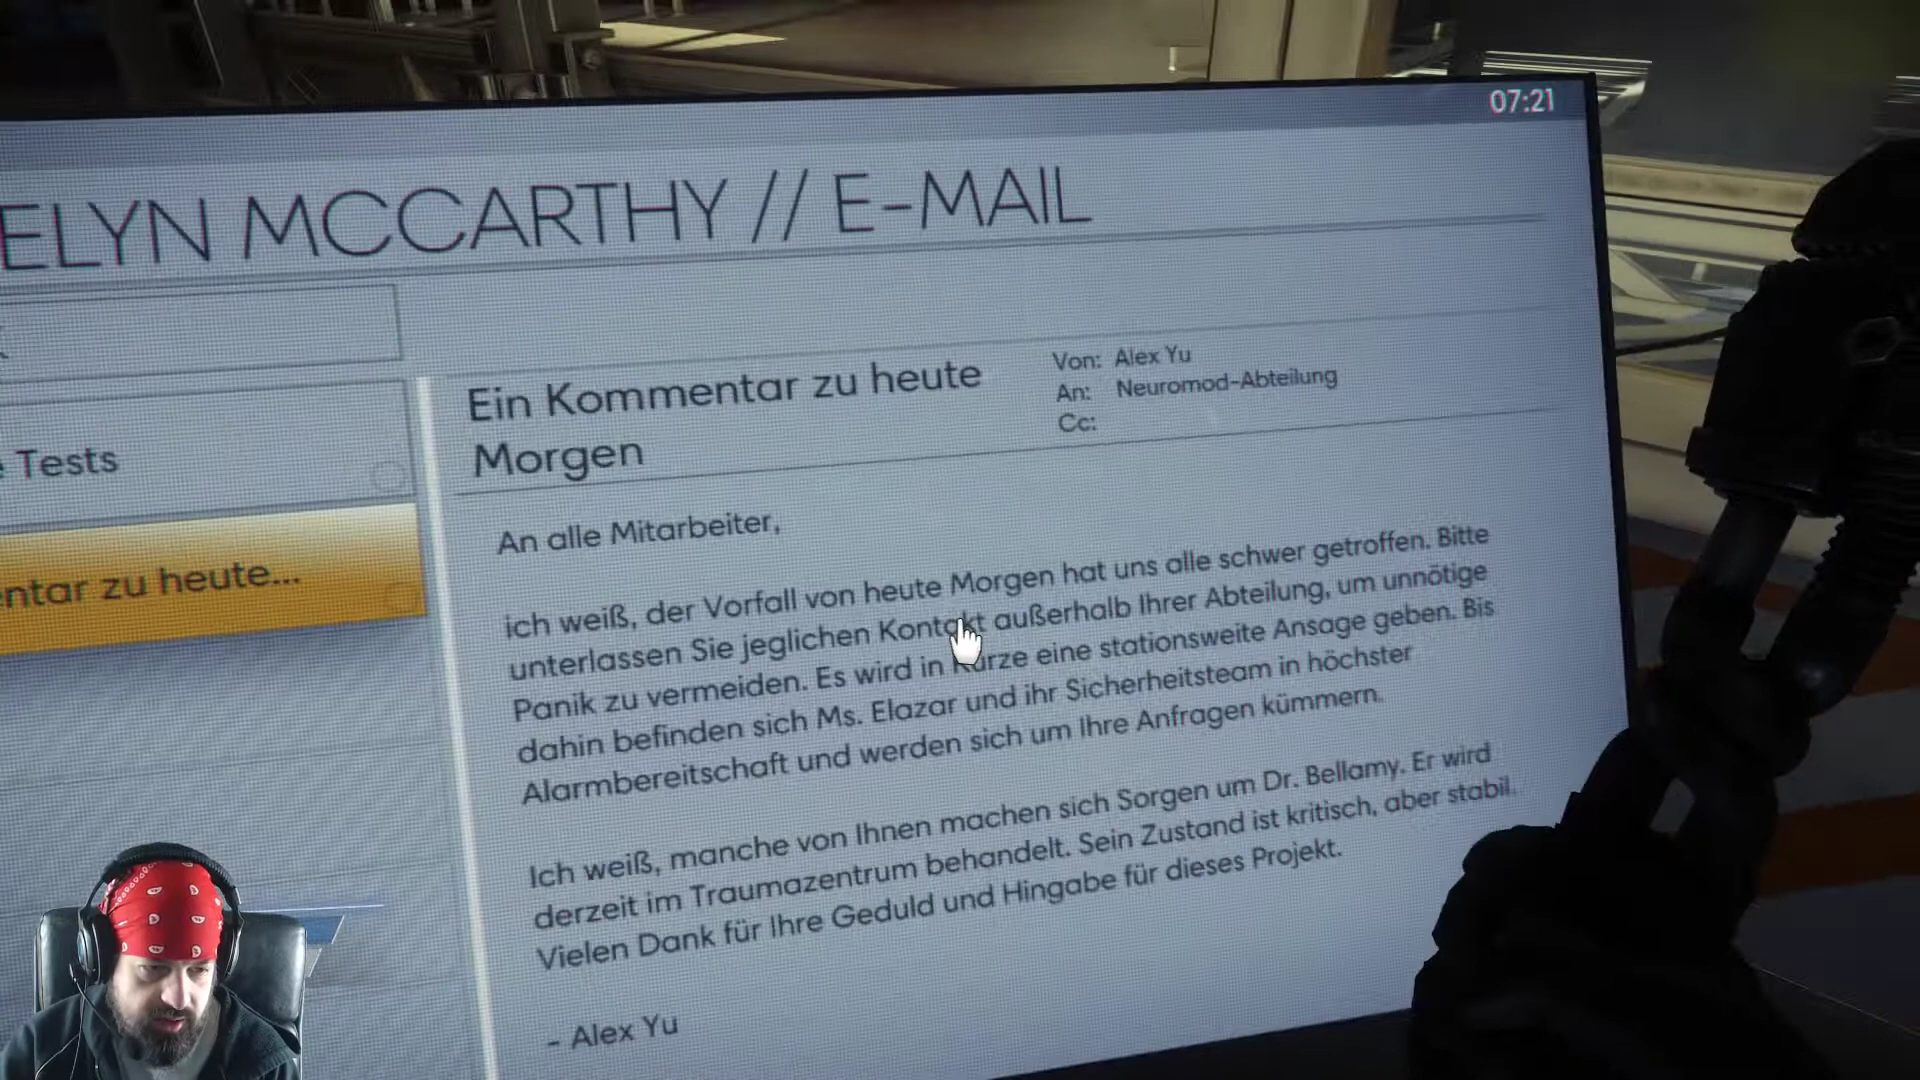 07:21
ELYN MCCARTHY // E-MAIL
Ein Kommentar zu heute
Morgen
Von: Alex Yu
An: Neuromod-Abteilung
Cc:
Tests
ntar zu heute...
An alle Mitarbeiter,
ich weiß, der Vorfall von heute Morgen hat uns alle schwer getroffen. Bitte
unterlassen Sie jeglichen Kontakt außerhalb Ihrer Abteilung, um unnötige
Panik zu vermeiden. Es wird in Kürze eine stationsweite Ansage geben. Bis
dahin befinden sich Ms. Elazar und ihr Sicherheitsteam in höchster
Alarmbereitschaft und werden sich um Ihre Anfragen kümmern.
Ich weiß, manche von Ihnen machen sich Sorgen um Dr. Bellamy. Er wird
derzeit im Traumazentrum behandelt. Sein Zustand ist kritisch, aber stabil.
Vielen Dank für Ihre Geduld und Hingabe für dieses Projekt.
- Alex Yu